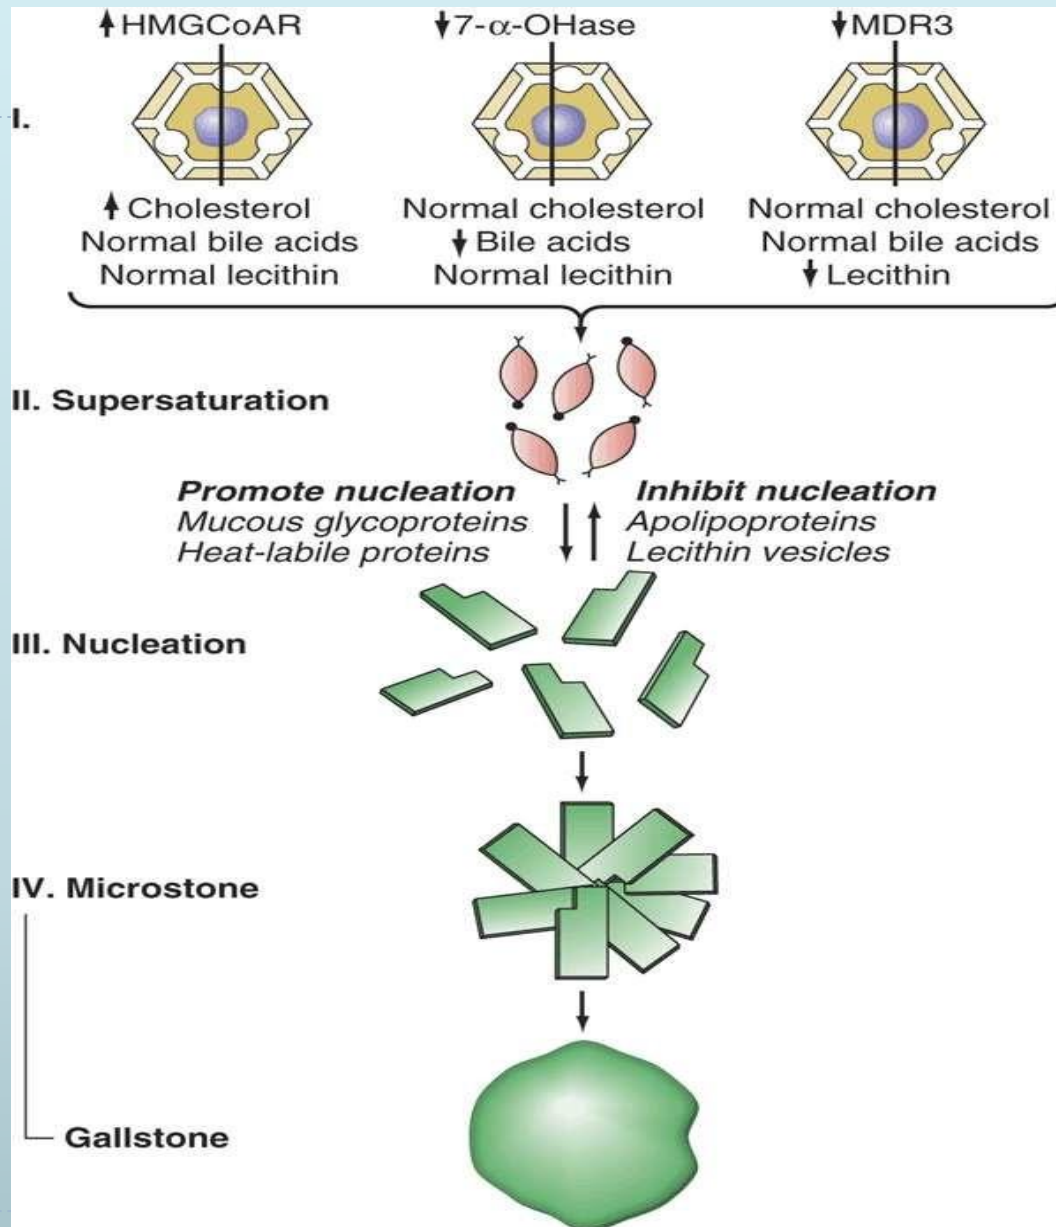 ↑HMGCoAR
↓7-α-OHase
↓MDR3
I.
↑ Cholesterol
Normal bile acids
Normal lecithin
Normal cholesterol
↓ Bile acids
Normal lecithin
Normal cholesterol
Normal bile acids
↓ Lecithin
II. Supersaturation
Promote nucleation
Mucous glycoproteins
Heat-labile proteins
Inhibit nucleation
Apolipoproteins
Lecithin vesicles
III. Nucleation
IV. Microstone
Gallstone